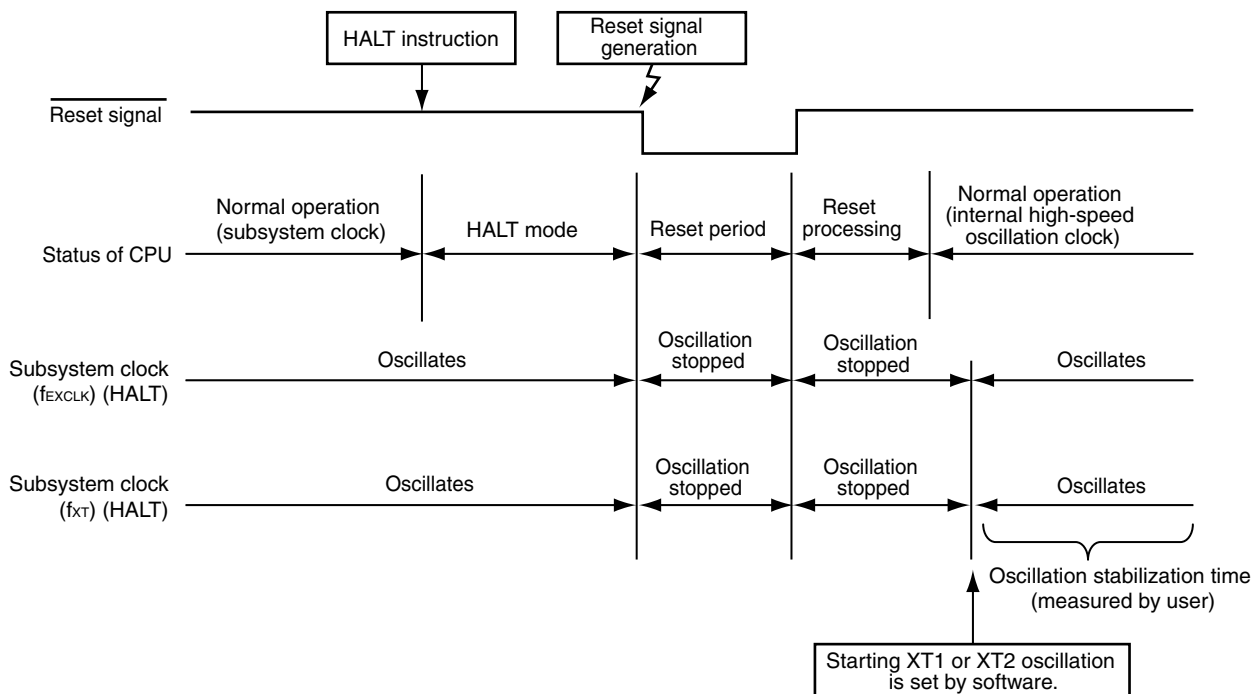 HALT instruction
Reset signal
generation
Reset signal
Status of CPU
Normal operation
(subsystem clock)
HALT mode
Reset period
Reset
processing
Normal operation
(internal high-speed
oscillation clock)
Subsystem clock
(fEXCLK) (HALT)
Oscillates
Oscillation
stopped
Oscillation
stopped
Oscillates
Subsystem clock
(fXT) (HALT)
Oscillates
Oscillation
stopped
Oscillation
stopped
Oscillates
Oscillation stabilization time
(measured by user)
Starting XT1 or XT2 oscillation
is set by software.